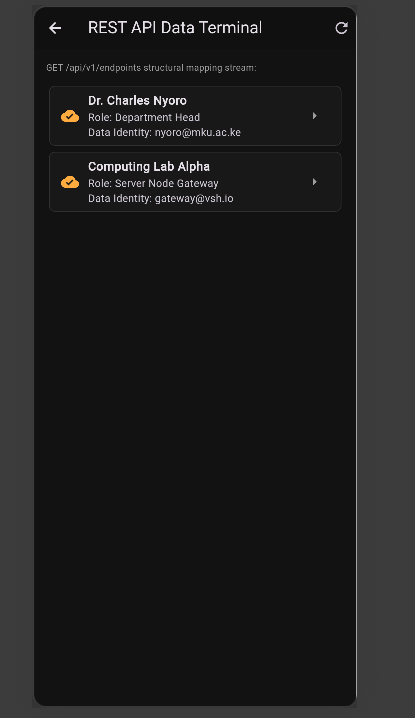 REST API Data Terminal
GET /api/v1/endpoints structural mapping stream:
Dr. Charles Nyoro
Role: Department Head
Data Identity: nyoro@mku.ac.ke
Computing Lab Alpha
Role: Server Node Gateway
Data Identity: gateway@vsh.io